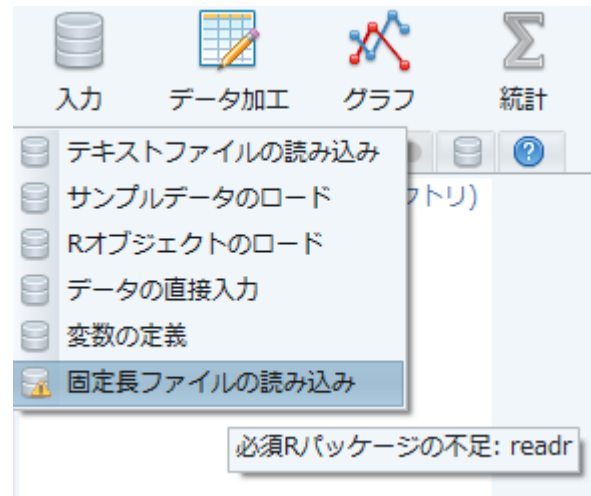 入力 データ加工 グラフ 統計
テキストファイルの読み込み
サンプルデータのロード
クトリ)
Rオブジェクトのロード
データの直接入力
変数の定義
固定長ファイルの読み込み
必須Rパッケージの不足: readr